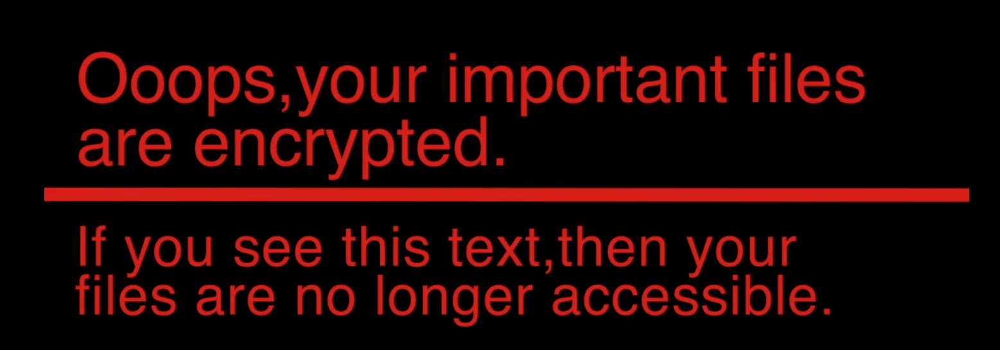 Ooops,your important files
are encrypted.
If you see this text,then your
files are no longer accessible.